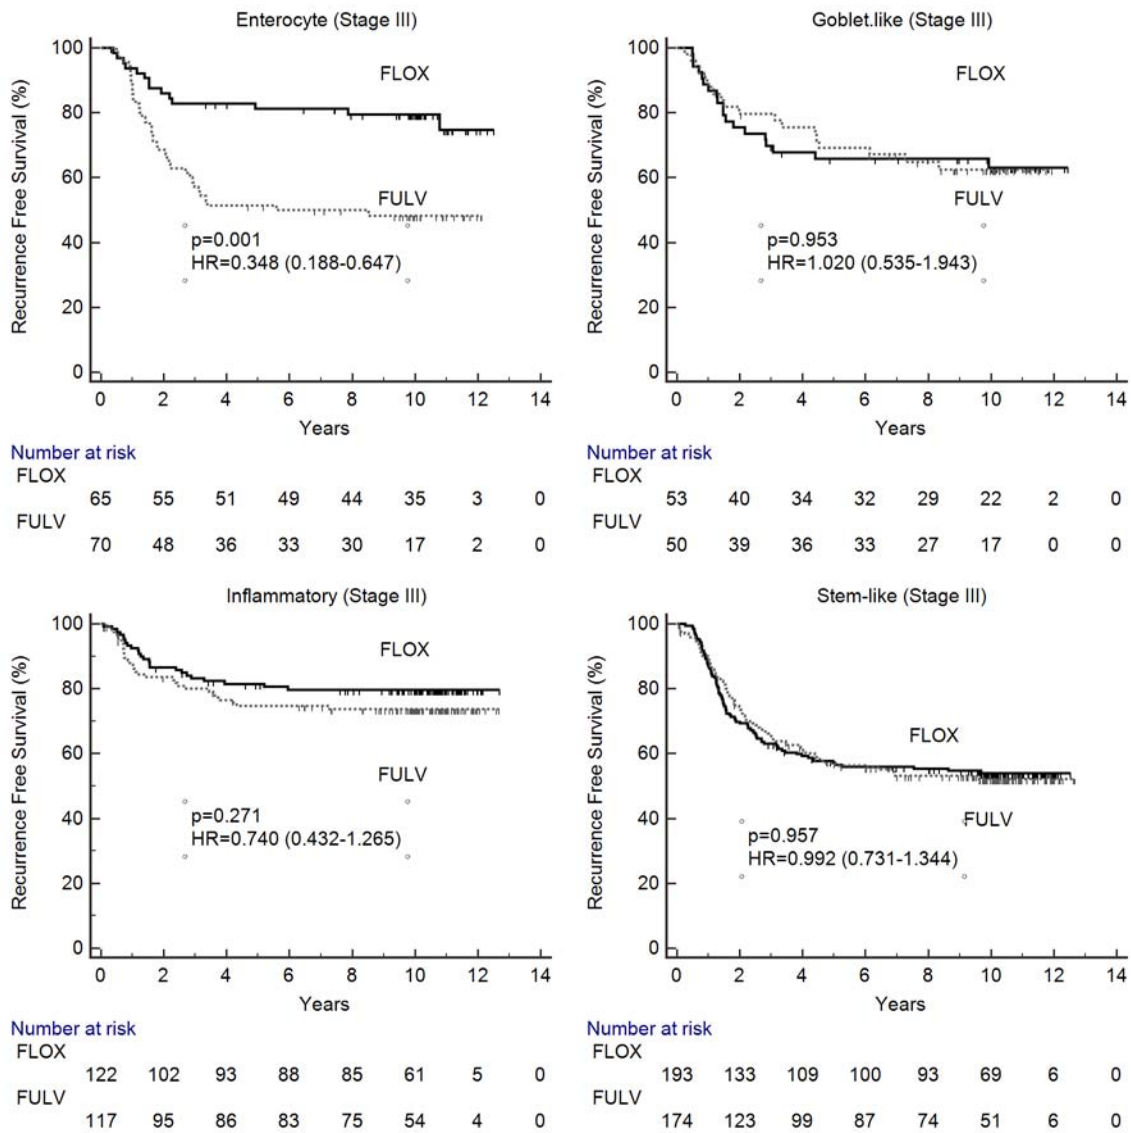 Enterocyte (Stage III)
Recurrence Free Survival (%)
100
80
60
40
20
0
FLOX
FULV
p=0.001
HR=0.348 (0.188-0.647)
0 2 4 6 8 10 12 14
Years
Number at risk
FLOX
65 55 51 49 44 35 3 0
FULV
70 48 36 33 30 17 2 0
Goblet.like (Stage III)
Recurrence Free Survival (%)
100
80
60
40
20
0
FLOX
FULV
p=0.953
HR=1.020 (0.535-1.943)
0 2 4 6 8 10 12 14
Years
Number at risk
FLOX
53 40 34 32 29 22 2 0
FULV
50 39 36 33 27 17 0 0
Inflammatory (Stage III)
Recurrence Free Survival (%)
100
80
60
40
20
0
FLOX
FULV
p=0.271
HR=0.740 (0.432-1.265)
0 2 4 6 8 10 12 14
Years
Number at risk
FLOX
122 102 93 88 85 61 5 0
FULV
117 95 86 83 75 54 4 0
Stem-like (Stage III)
Recurrence Free Survival (%)
100
80
60
40
20
0
FLOX
FULV
p=0.957
HR=0.992 (0.731-1.344)
0 2 4 6 8 10 12 14
Years
Number at risk
FLOX
193 133 109 100 93 69 6 0
FULV
174 123 99 87 74 51 6 0